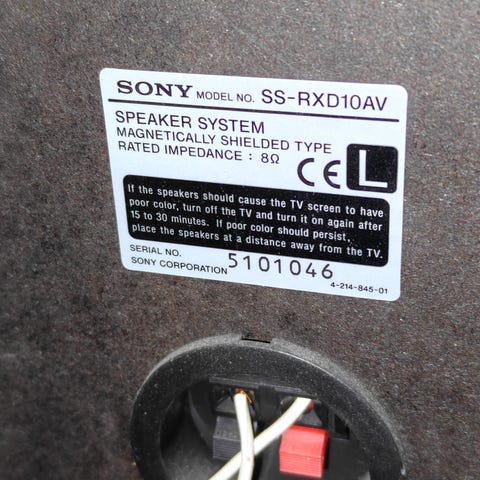 SONY MODEL NO. SS-RXD10AV
SPEAKER SYSTEM
MAGNETICALLY SHIELDED TYPE
RATED IMPEDANCE : 8Ω
CE L
If the speakers should cause the TV screen to have
poor color, turn off the TV and turn it on again after
15 to 30 minutes. If poor color should persist,
place the speakers at a distance away from the TV.
SERIAL NO.
SONY CORPORATION 5101046
4-214-845-01